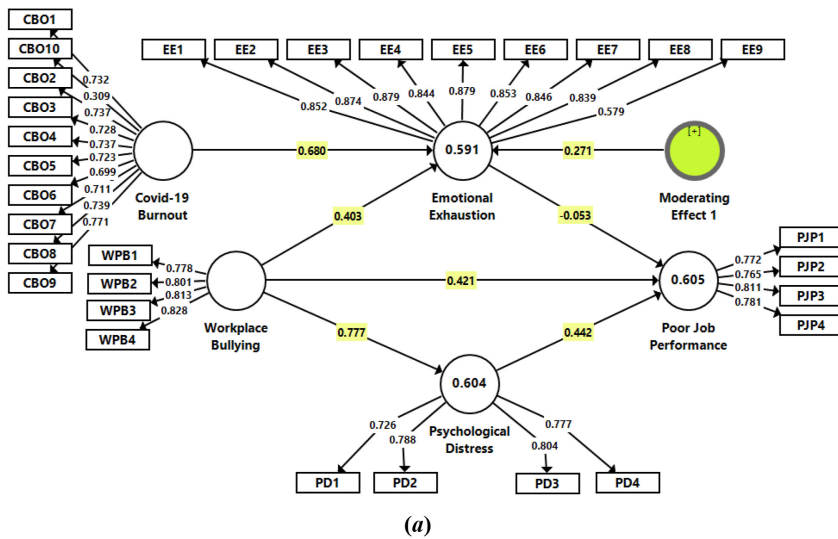 CBO1
CBO10
CBO2
CBO3
CBO4
CBO5
CBO6
CBO7
CBO8
CBO9
0.732
0.309
0.737
0.728
0.737
0.723
0.699
0.711
0.739
0.771
Covid-19
Burnout
EE1 EE2 EE3 EE4 EE5 EE6 EE7 EE8 EE9
0.852 0.874 0.879 0.844 0.879 0.853 0.846 0.839 0.579
0.680
0.591
Emotional
Exhaustion
0.271
[+]
Moderating
Effect 1
0.403
-0.053
WPB1
WPB2
WPB3
WPB4
0.778
0.801
0.813
0.828
Workplace
Bullying
0.421
0.605
Poor Job
Performance
0.772
0.765
0.811
0.781
PJP1
PJP2
PJP3
PJP4
0.777
0.442
0.604
Psychological
Distress
0.726
0.788
0.804
0.777
PD1 PD2 PD3 PD4
(a)